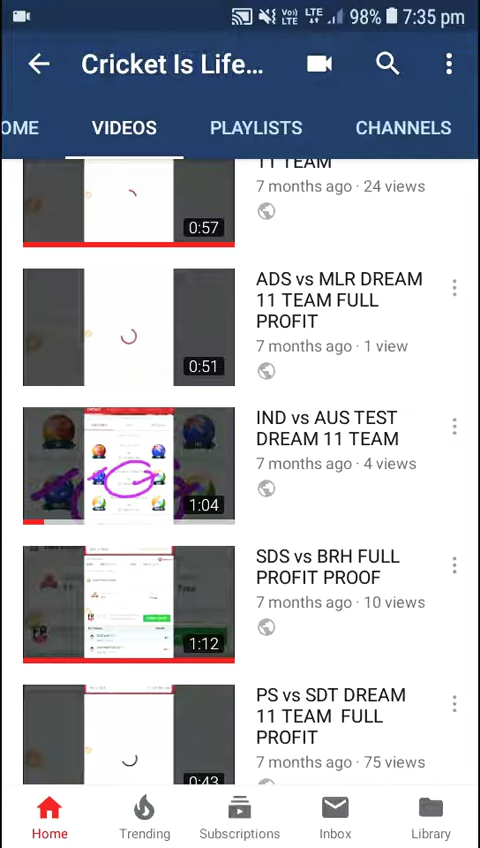 Vo) LTE
LTE
98%
7:35 pm
Cricket Is Life...
OME
VIDEOS
PLAYLISTS
CHANNELS
11 TEAM
7 months ago · 24 views
0:57
ADS vs MLR DREAM
11 TEAM FULL
PROFIT
7 months ago · 1 view
0:51
IND vs AUS TEST
DREAM 11 TEAM
7 months ago · 4 views
1:04
SDS vs BRH FULL
PROFIT PROOF
7 months ago · 10 views
1:12
PS vs SDT DREAM
11 TEAM FULL
PROFIT
7 months ago · 75 views
0:43
Home
Trending
Subscriptions
Inbox
Library